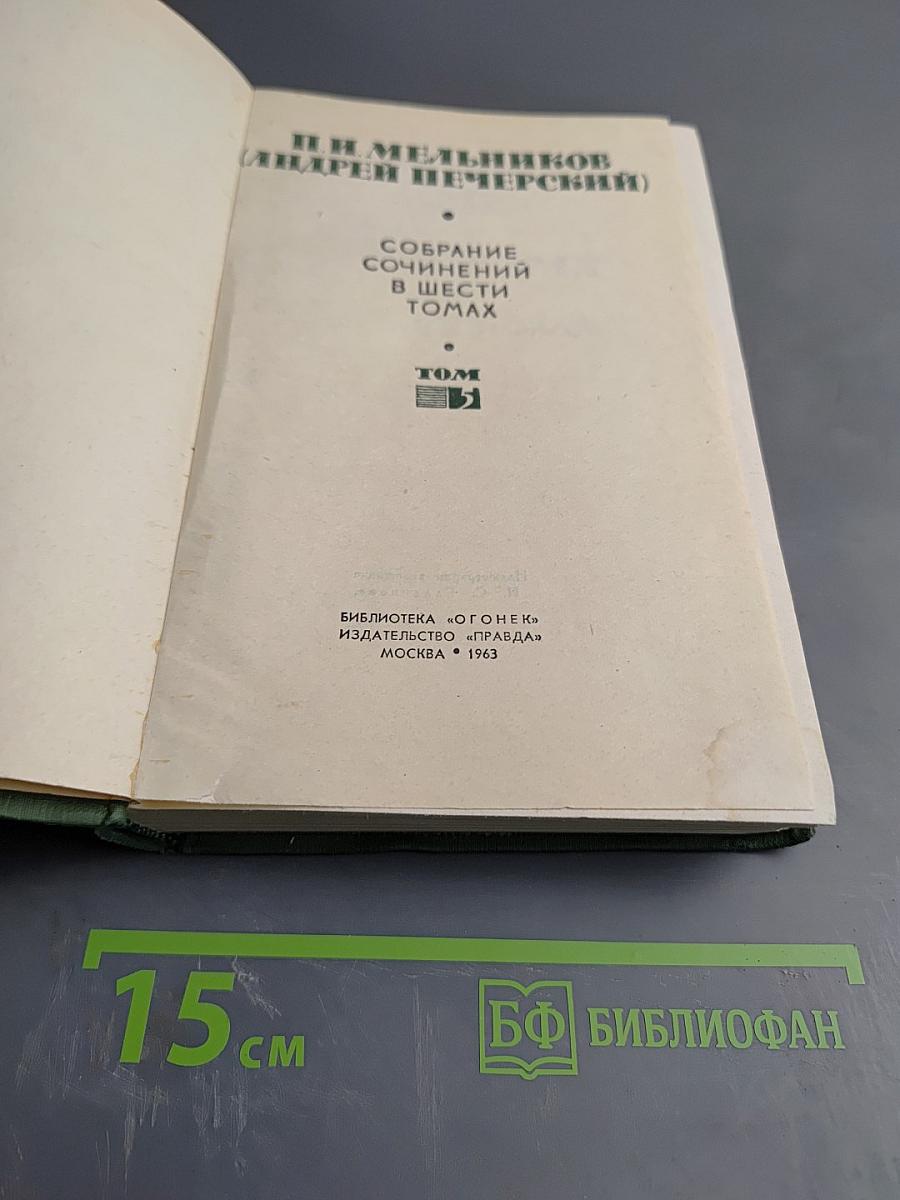 П. И. МЕЛЬНИКОВ
(АНДРЕЙ ПЕЧЕРСКИЙ)
СОБРАНИЕ
СОЧИНЕНИЙ
В ШЕСТИ
ТОМАХ
ТОМ
5
БИБЛИОТЕКА «ОГОНЕК»
ИЗДАТЕЛЬСТВО «ПРАВДА»
МОСКВА • 1963
15 СМ
БФ БИБЛИОФАН